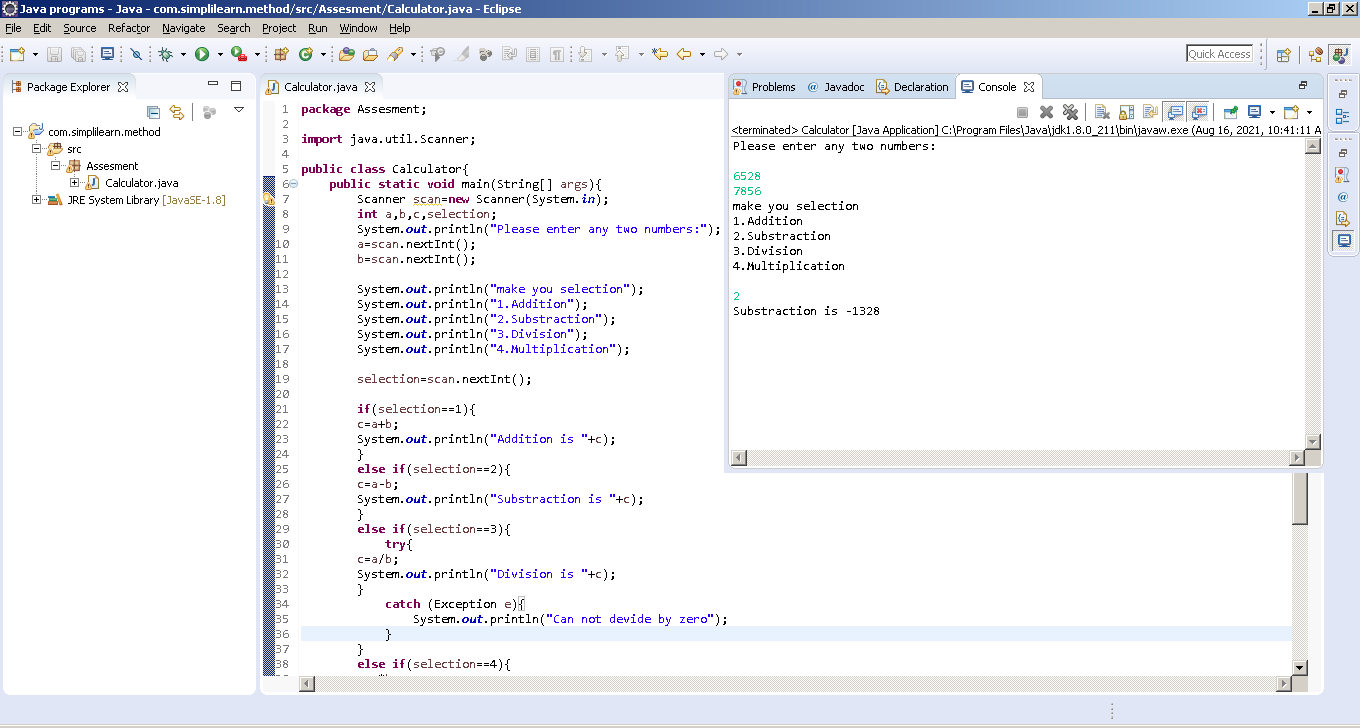 Java programs - Java - com.simplilearn.method/src/Assesment/Calculator.java - Eclipse
File Edit Source Refactor Navigate Search Project Run Window Help
Quick Access
Package Explorer
com.simplilearn.method
src
Assesment
Calculator.java
JRE System Library [JavaSE-1.8]
Calculator.java
1 package Assesment;
2
3 import java.util.Scanner;
4
5 public class Calculator{
6 public static void main(String[] args){
7 Scanner scan=new Scanner(System.in);
8 int a,b,c,selection;
9 System.out.println("Please enter any two numbers:");
10 a=scan.nextInt();
11 b=scan.nextInt();
12
13 System.out.println("make you selection");
14 System.out.println("1.Addition");
15 System.out.println("2.Substraction");
16 System.out.println("3.Division");
17 System.out.println("4.Multiplication");
18
19 selection=scan.nextInt();
20
21 if(selection==1){
22 c=a+b;
23 System.out.println("Addition is "+c);
24 }
25 else if(selection==2){
26 c=a-b;
27 System.out.println("Substraction is "+c);
28 }
29 else if(selection==3){
30 try{
31 c=a/b;
32 System.out.println("Division is "+c);
33 }
34 catch (Exception e){
35 System.out.println("Can not devide by zero");
36 }
37 }
38 else if(selection==4){
Problems Javadoc Declaration Console
<terminated> Calculator [Java Application] C:\Program Files\Java\jdk1.8.0_211\bin\javaw.exe (Aug 16, 2021, 10:41:11 A
Please enter any two numbers:
6528
7856
make you selection
1.Addition
2.Substraction
3.Division
4.Multiplication
2
Substraction is -1328